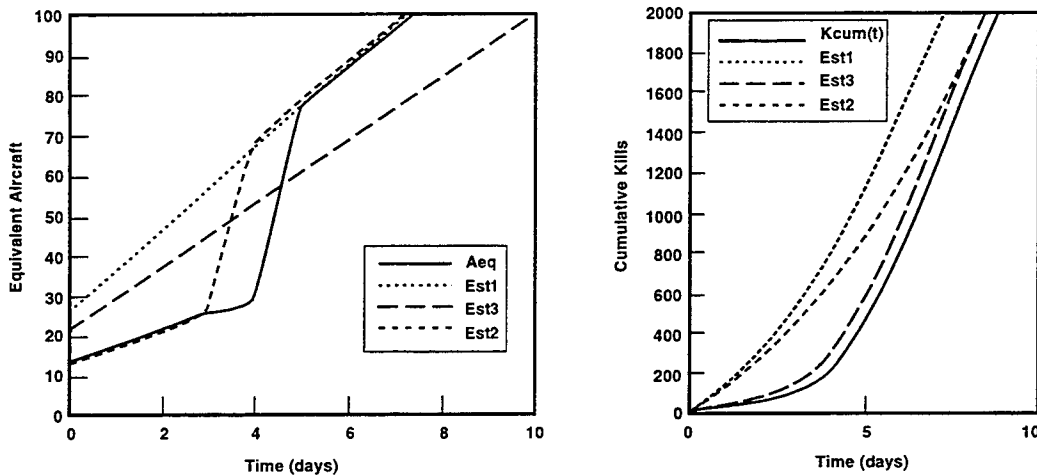 100
90
80
70
60
50
40
30
20
10
0
Equivalent Aircraft
Aeq
Est1
Est3
Est2
0 2 4 6 8 10
Time (days)
2000
1800
1600
1400
1200
1000
800
600
400
200
0
Cumulative Kills
Kcum(t)
Est1
Est3
Est2
0 5 10
Time (days)